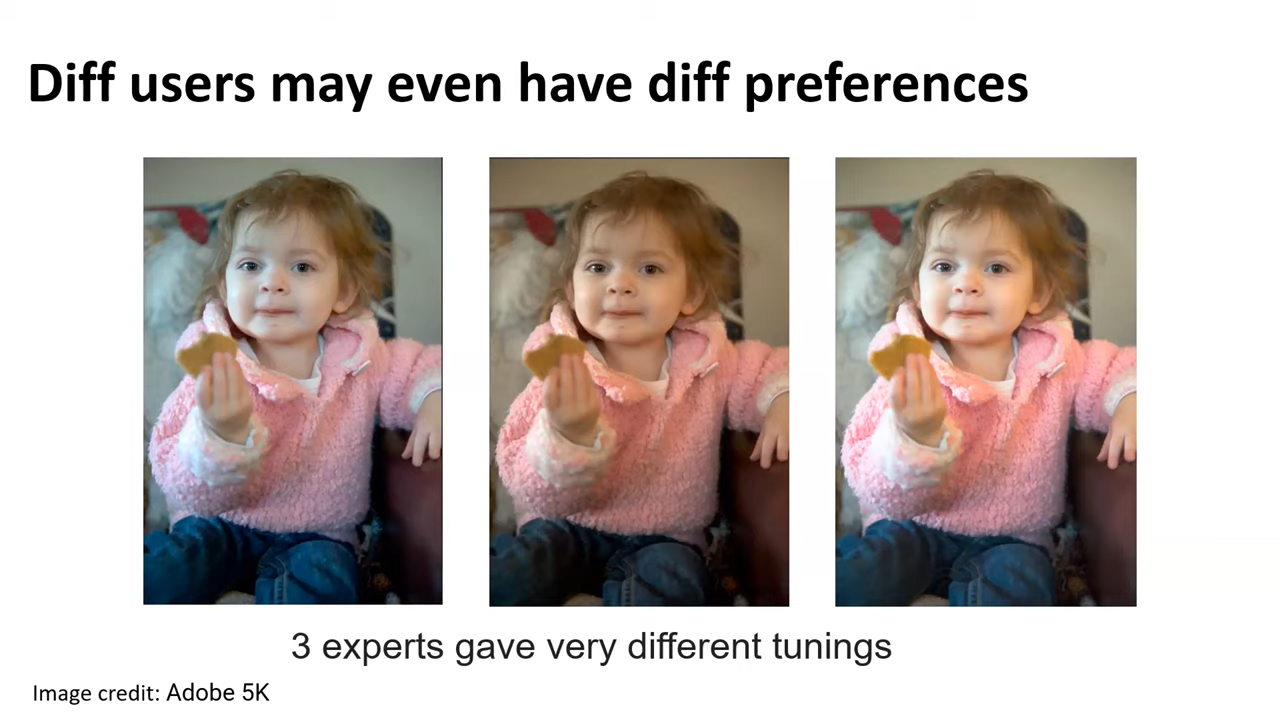 Diff users may even have diff preferences
3 experts gave very different tunings
Image credit: Adobe 5K